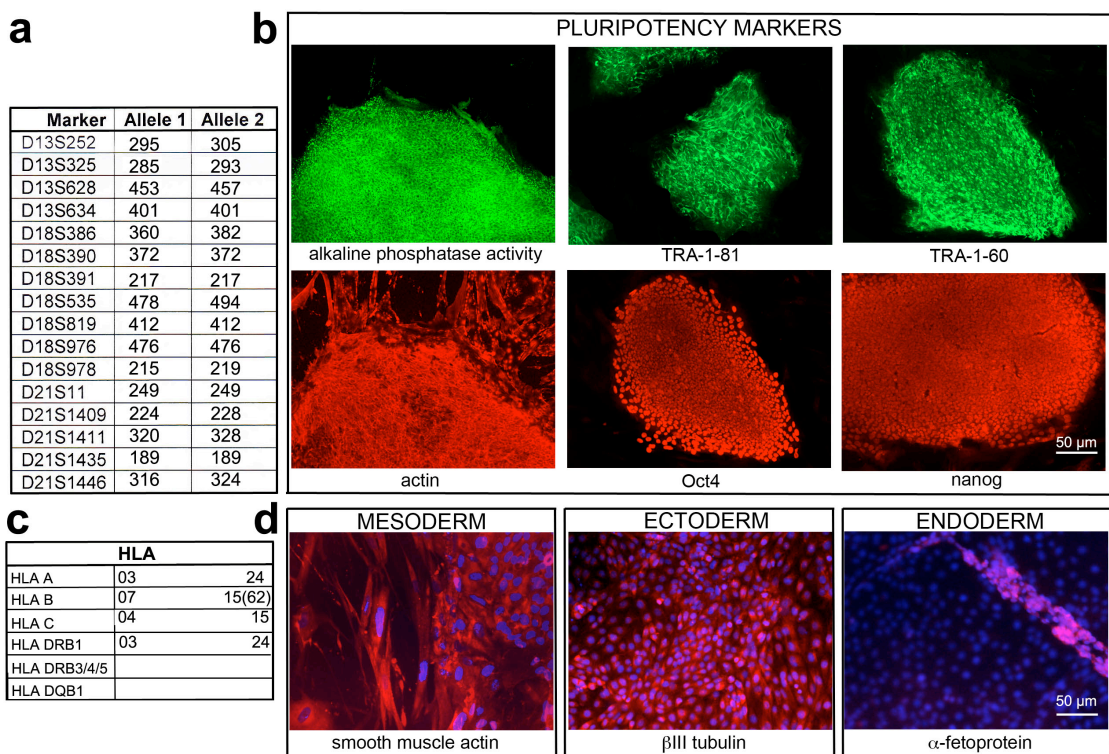 a
Marker Allele 1 Allele 2
D13S252 295 305
D13S325 285 293
D13S628 453 457
D13S634 401 401
D18S386 360 382
D18S390 372 372
D18S391 217 217
D18S535 478 494
D18S819 412 412
D18S976 476 476
D18S978 215 219
D21S11 249 249
D21S1409 224 228
D21S1411 320 328
D21S1435 189 189
D21S1446 316 324
b
PLURIPOTENCY MARKERS
alkaline phosphatase activity
TRA-1-81
TRA-1-60
actin
Oct4
nanog
50 µm
c
HLA
HLA A 03 24
HLA B 07 15(62)
HLA C 04 15
HLA DRB1 03 24
HLA DRB3/4/5
HLA DQB1
d
MESODERM
ECTODERM
ENDODERM
50 µm
smooth muscle actin
βIII tubulin
α-fetoprotein